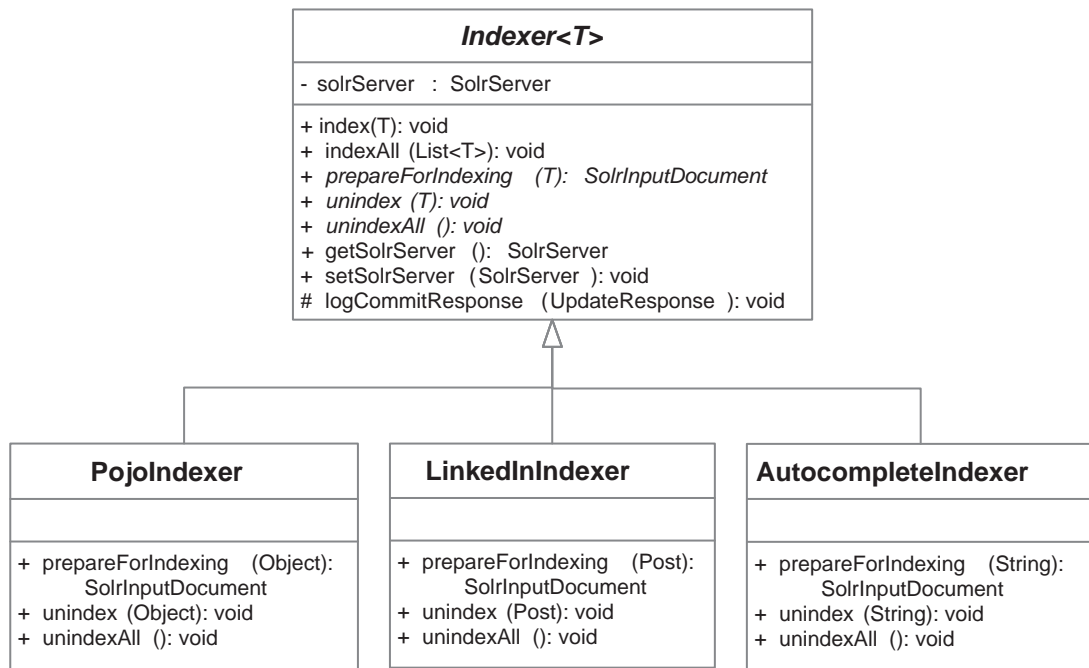 Indexer<T>
- solrServer : SolrServer
+ index(T): void
+ indexAll (List<T>): void
+ prepareForIndexing (T): SolrInputDocument
+ unindex (T): void
+ unindexAll (): void
+ getSolrServer (): SolrServer
+ setSolrServer (SolrServer ): void
# logCommitResponse (UpdateResponse ): void
PojoIndexer
+ prepareForIndexing (Object):
SolrInputDocument
+ unindex (Object): void
+ unindexAll (): void
LinkedInIndexer
+ prepareForIndexing (Post):
SolrInputDocument
+ unindex (Post): void
+ unindexAll (): void
AutocompleteIndexer
+ prepareForIndexing (String):
SolrInputDocument
+ unindex (String): void
+ unindexAll (): void